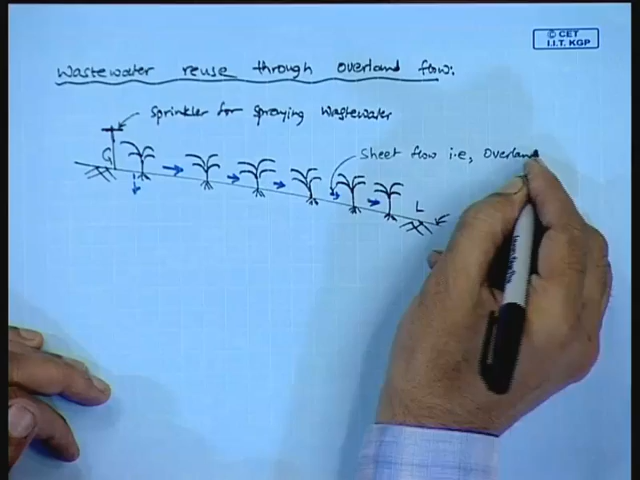 © CET
I.I.T. KGP
Wastewater reuse through overland flow:
Sprinkler for spraying wastewater
G
Sheet flow i.e, Overland
L